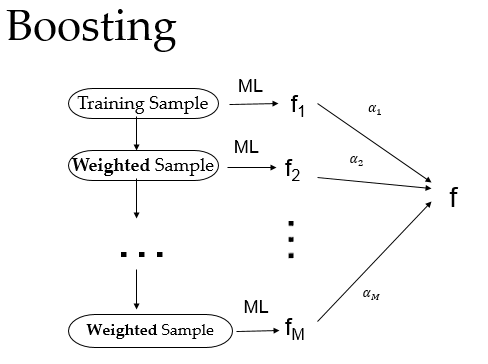 Boosting
Training Sample
ML
f1
α1
Weighted Sample
ML
f2
α2
f
...
⋮
Weighted Sample
ML
fM
αM